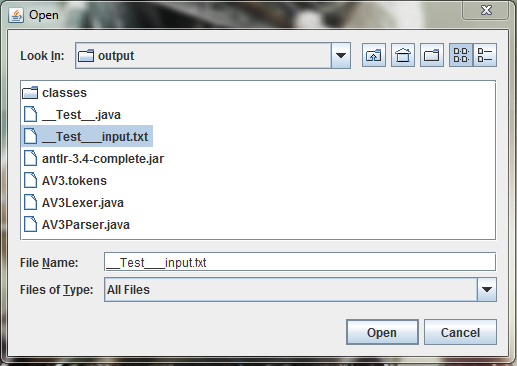 Open
Look In: output
classes
__Test__.java
__Test___input.txt
antlr-3.4-complete.jar
AV3.tokens
AV3Lexer.java
AV3Parser.java
File Name: __Test___input.txt
Files of Type: All Files
Open Cancel